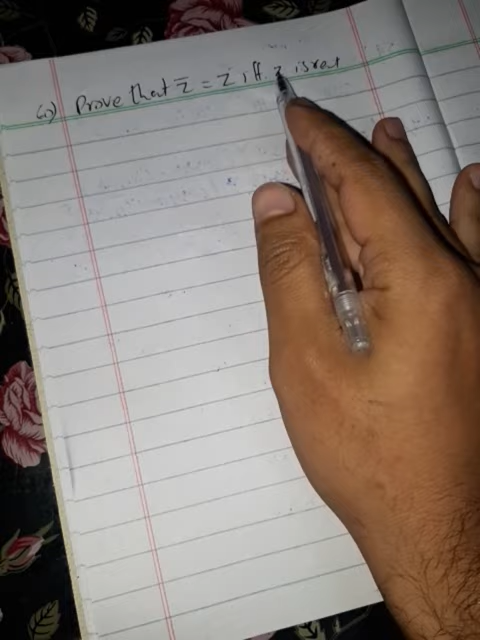 (i) Prove that z̄ = z iff z is real